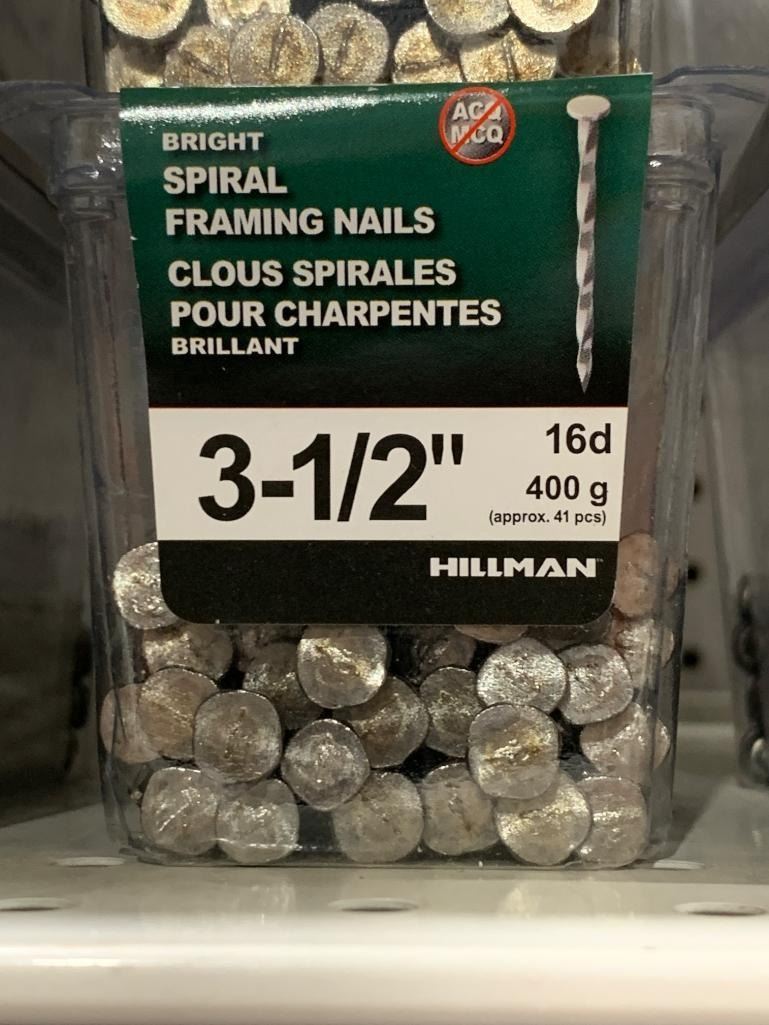 ACQ
MCQ
BRIGHT
SPIRAL
FRAMING NAILS
CLOUS SPIRALES
POUR CHARPENTES
BRILLANT
3-1/2"
16d
400 g
(approx. 41 pcs)
HILLMAN